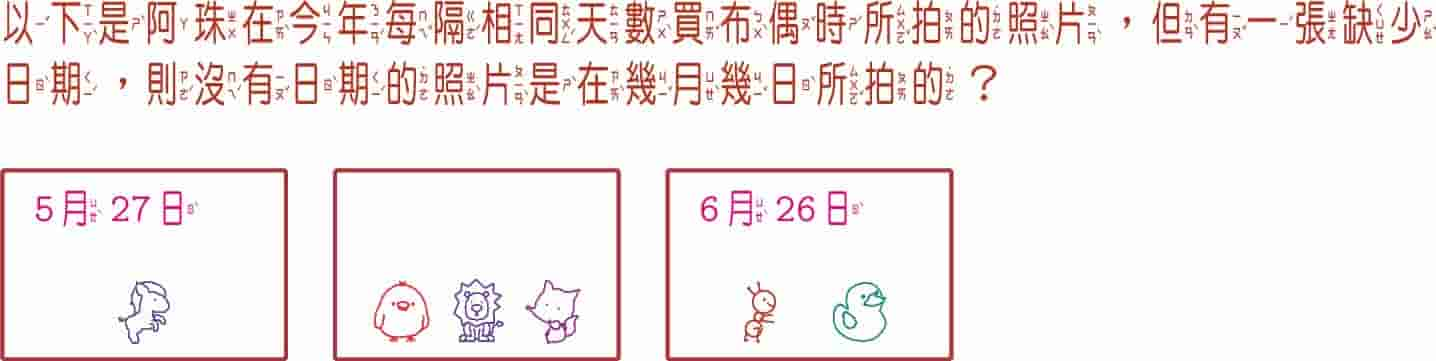 以下是阿珠在今年每隔相同天數買布偶時所拍的照片，但有一張缺少
日期，則沒有日期的照片是在幾月幾日所拍的？
5月27日
6月26日